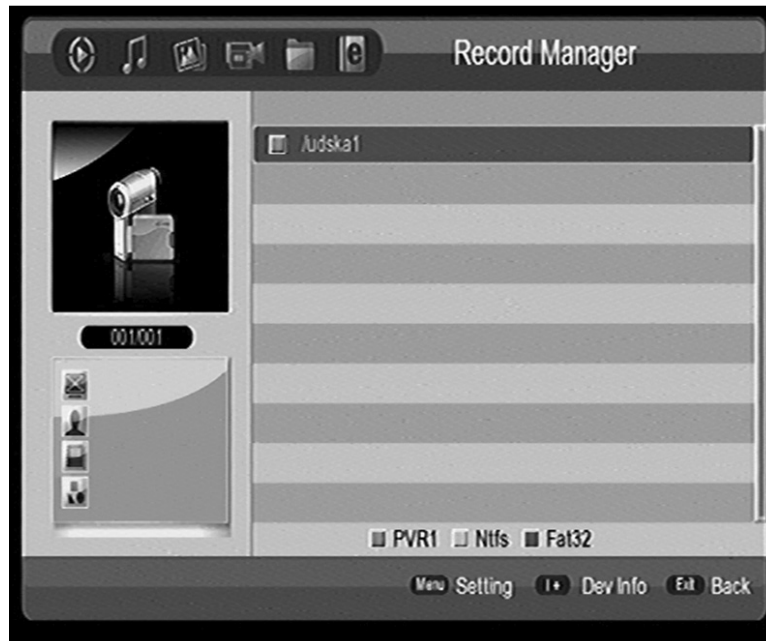 Record Manager
/udska1
001/001
PVR1 Ntfs Fat32
Menu Setting I+ Dev Info Exit Back